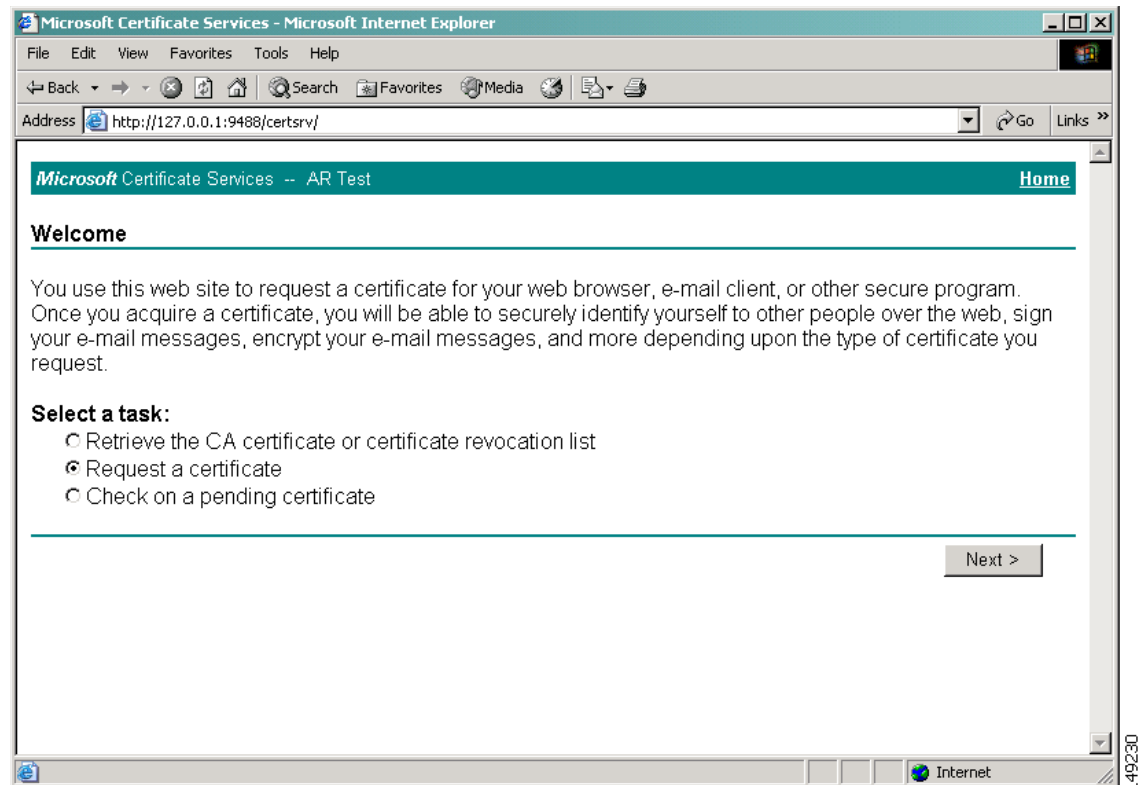 Microsoft Certificate Services - Microsoft Internet Explorer
File Edit View Favorites Tools Help
Back Search Favorites Media
Address http://127.0.0.1:9488/certsrv/ Go Links »
Microsoft Certificate Services -- AR Test Home
Welcome
You use this web site to request a certificate for your web browser, e-mail client, or other secure program.
Once you acquire a certificate, you will be able to securely identify yourself to other people over the web, sign
your e-mail messages, encrypt your e-mail messages, and more depending upon the type of certificate you
request.
Select a task:
Retrieve the CA certificate or certificate revocation list
Request a certificate
Check on a pending certificate
Next >
Internet
49230